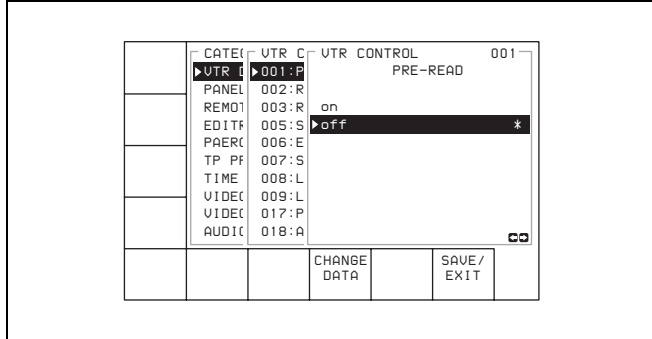 CATE( VTR C VTR CONTROL 001
▶VTR D ▶001:P PRE-READ
PANEL 002:R
REMOT 003:R on
EDITR 005:S ▶off *
PAERO 006:E
TP PF 007:S
TIME 008:L
VIDEO 009:L
VIDEO 017:P
AUDIO 018:A
CHANGE SAVE/
DATA EXIT